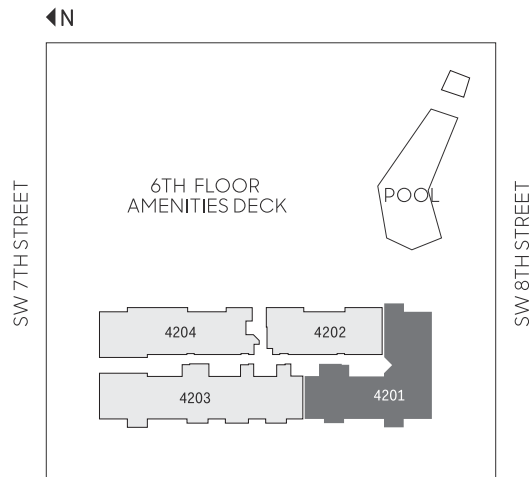 N
SW 7TH STREET
6TH FLOOR
AMENITIES DECK
POOL
SW 8TH STREET
4204
4202
4203
4201